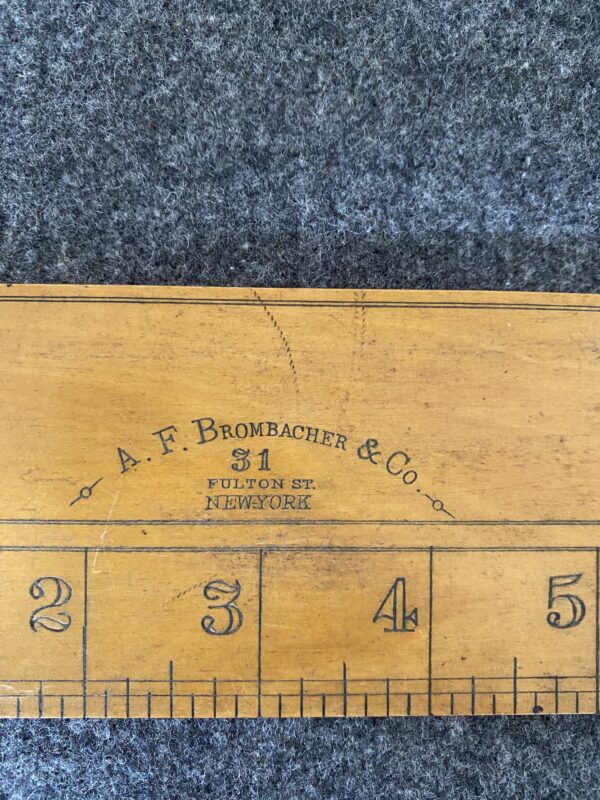 A. F. BROMBACHER & CO.
31
FULTON ST.
NEW-YORK
2 3 4 5